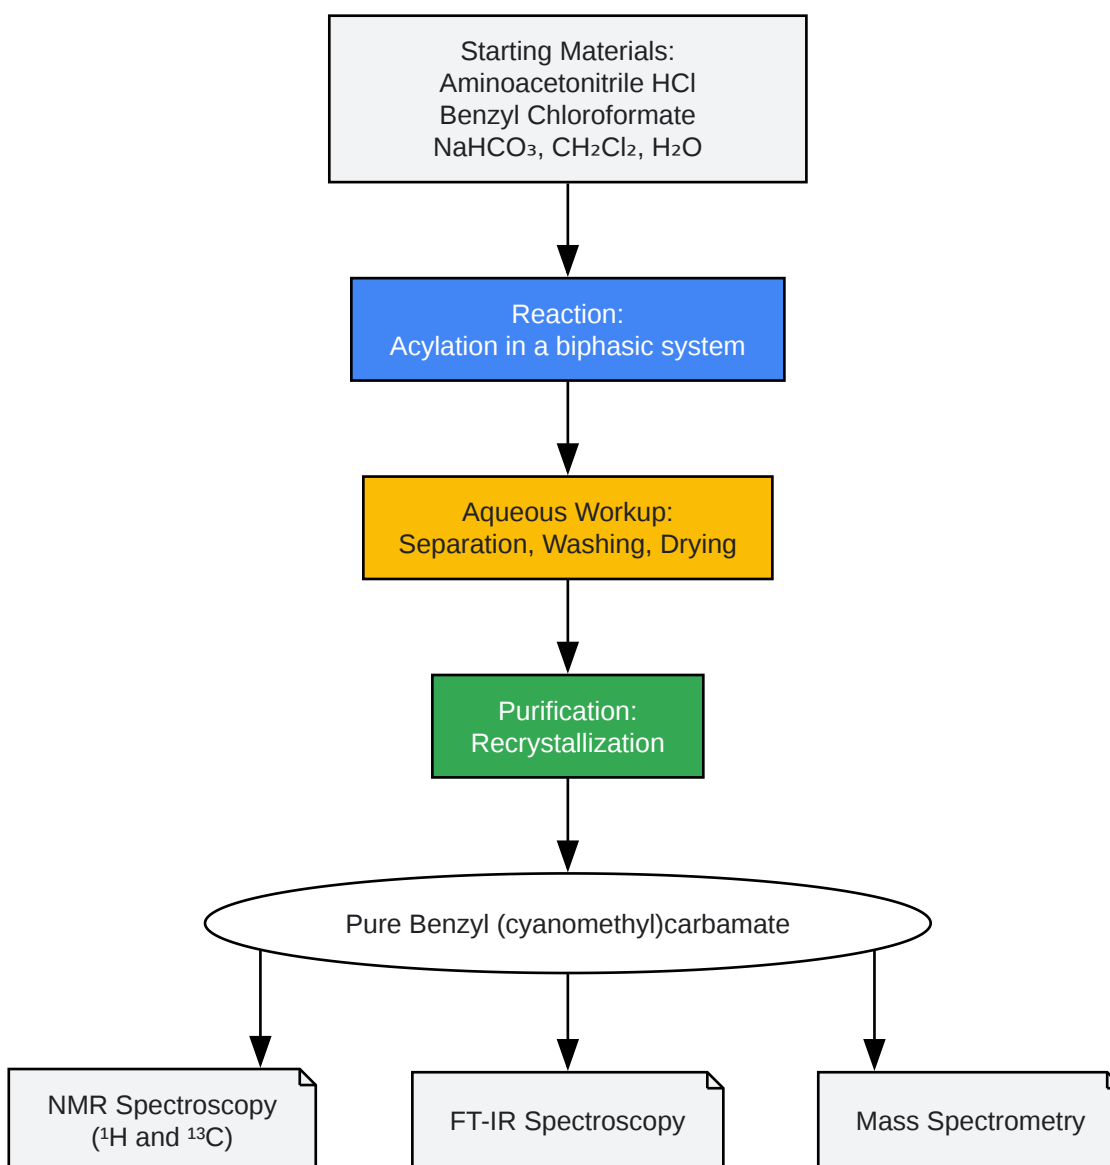 Starting Materials:
Aminoacetonitrile HCl
Benzyl Chloroformate
NaHCO₃, CH₂Cl₂, H₂O
Reaction:
Acylation in a biphasic system
Aqueous Workup:
Separation, Washing, Drying
Purification:
Recrystallization
Pure Benzyl (cyanomethyl)carbamate
NMR Spectroscopy
(¹H and ¹³C)
FT-IR Spectroscopy
Mass Spectrometry